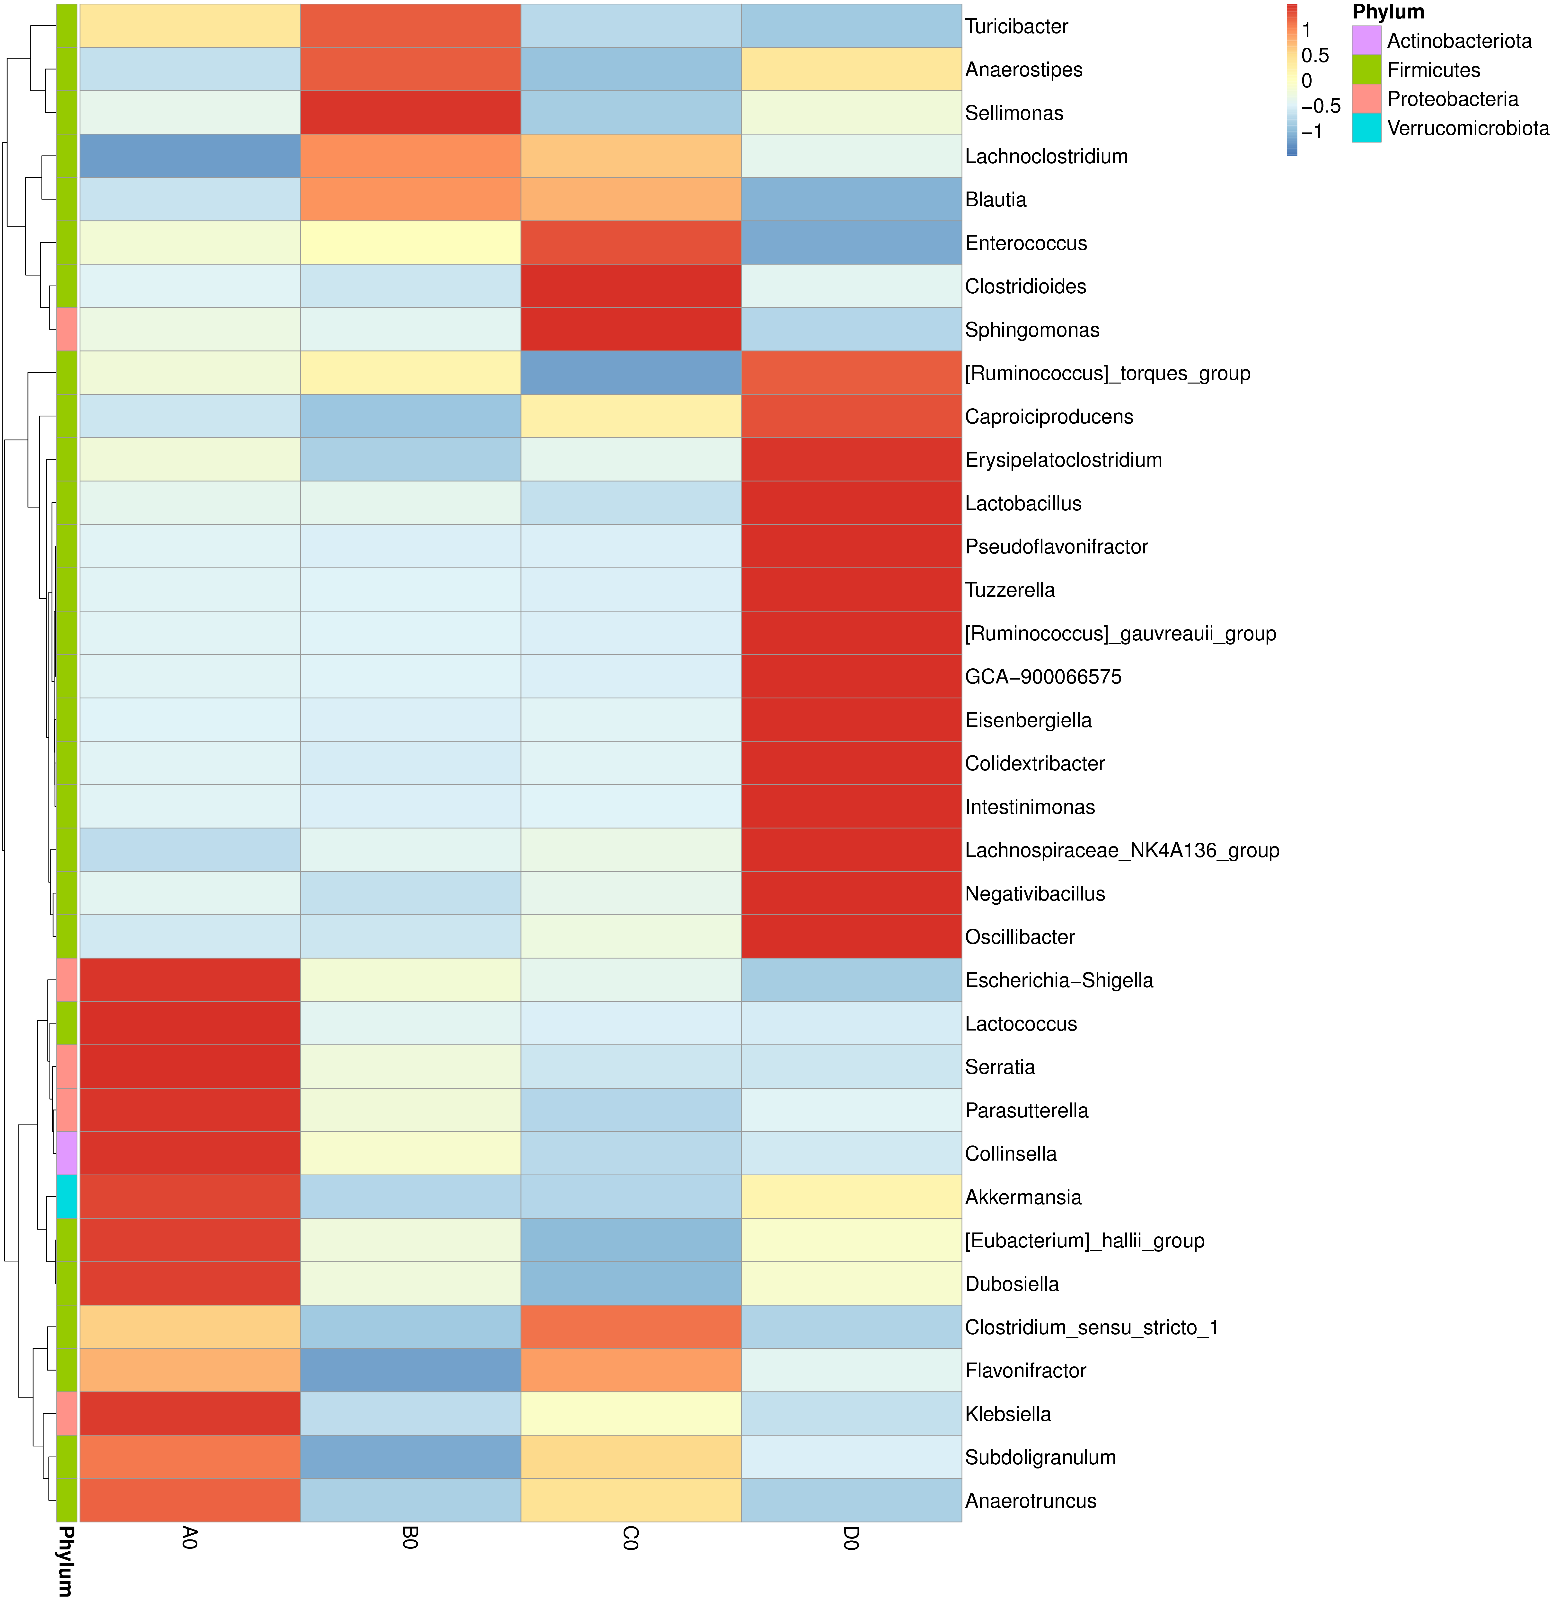 Turicibacter
Anaerostipes
Sellimonas
Lachnoclostridium
Blautia
Enterococcus
Clostridioides
Sphingomonas
[Ruminococcus]_torques_group
Caproiciproducens
Erysipelatoclostridium
Lactobacillus
Pseudoflavonifractor
Tuzzerella
[Ruminococcus]_gauvreauii_group
GCA−900066575
Eisenbergiella
Colidextribacter
Intestinimonas
Lachnospiraceae_NK4A136_group
Negativibacillus
Oscillibacter
Escherichia−Shigella
Lactococcus
Serratia
Parasutterella
Collinsella
Akkermansia
[Eubacterium]_hallii_group
Dubosiella
Clostridium_sensu_stricto_1
Flavonifractor
Klebsiella
Subdoligranulum
Anaerotruncus
Phylum
A0
B0
C0
D0
1
0.5
0
−0.5
−1
Phylum
Actinobacteriota
Firmicutes
Proteobacteria
Verrucomicrobiota